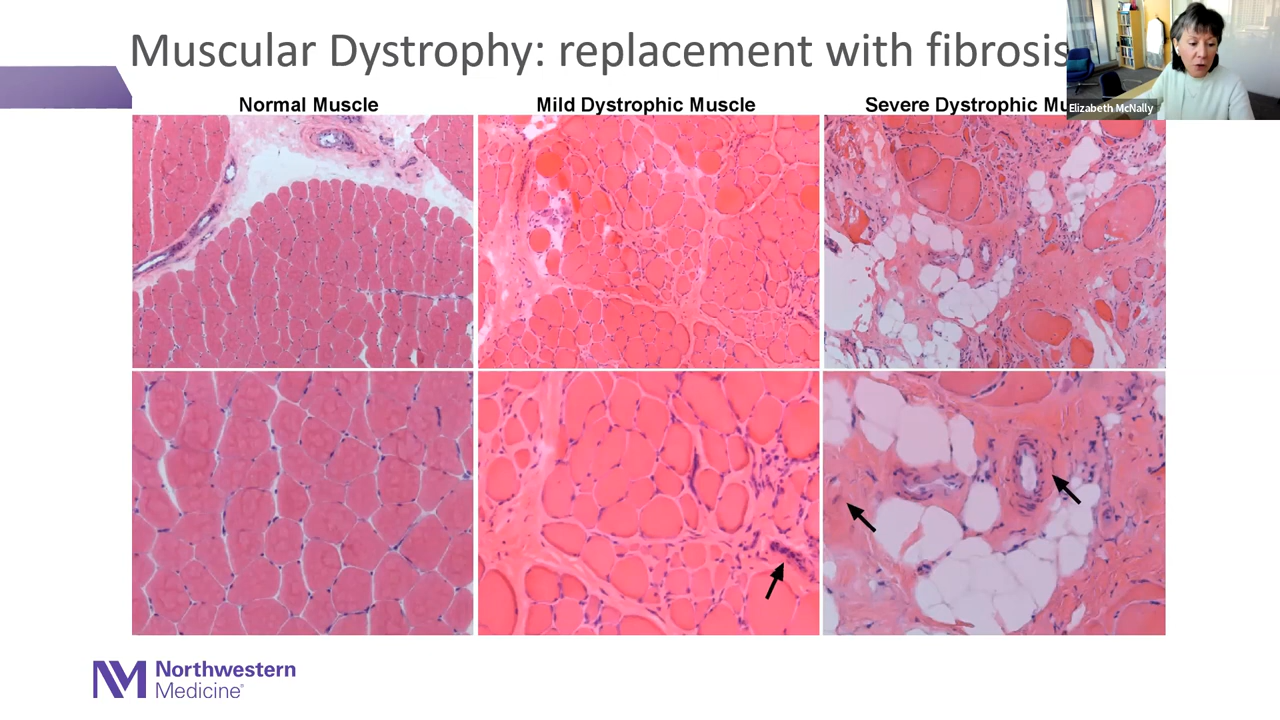 Muscular Dystrophy: replacement with fibrosis
Elizabeth McNally
Normal Muscle
Mild Dystrophic Muscle
Severe Dystrophic Mu
Northwestern
Medicine®